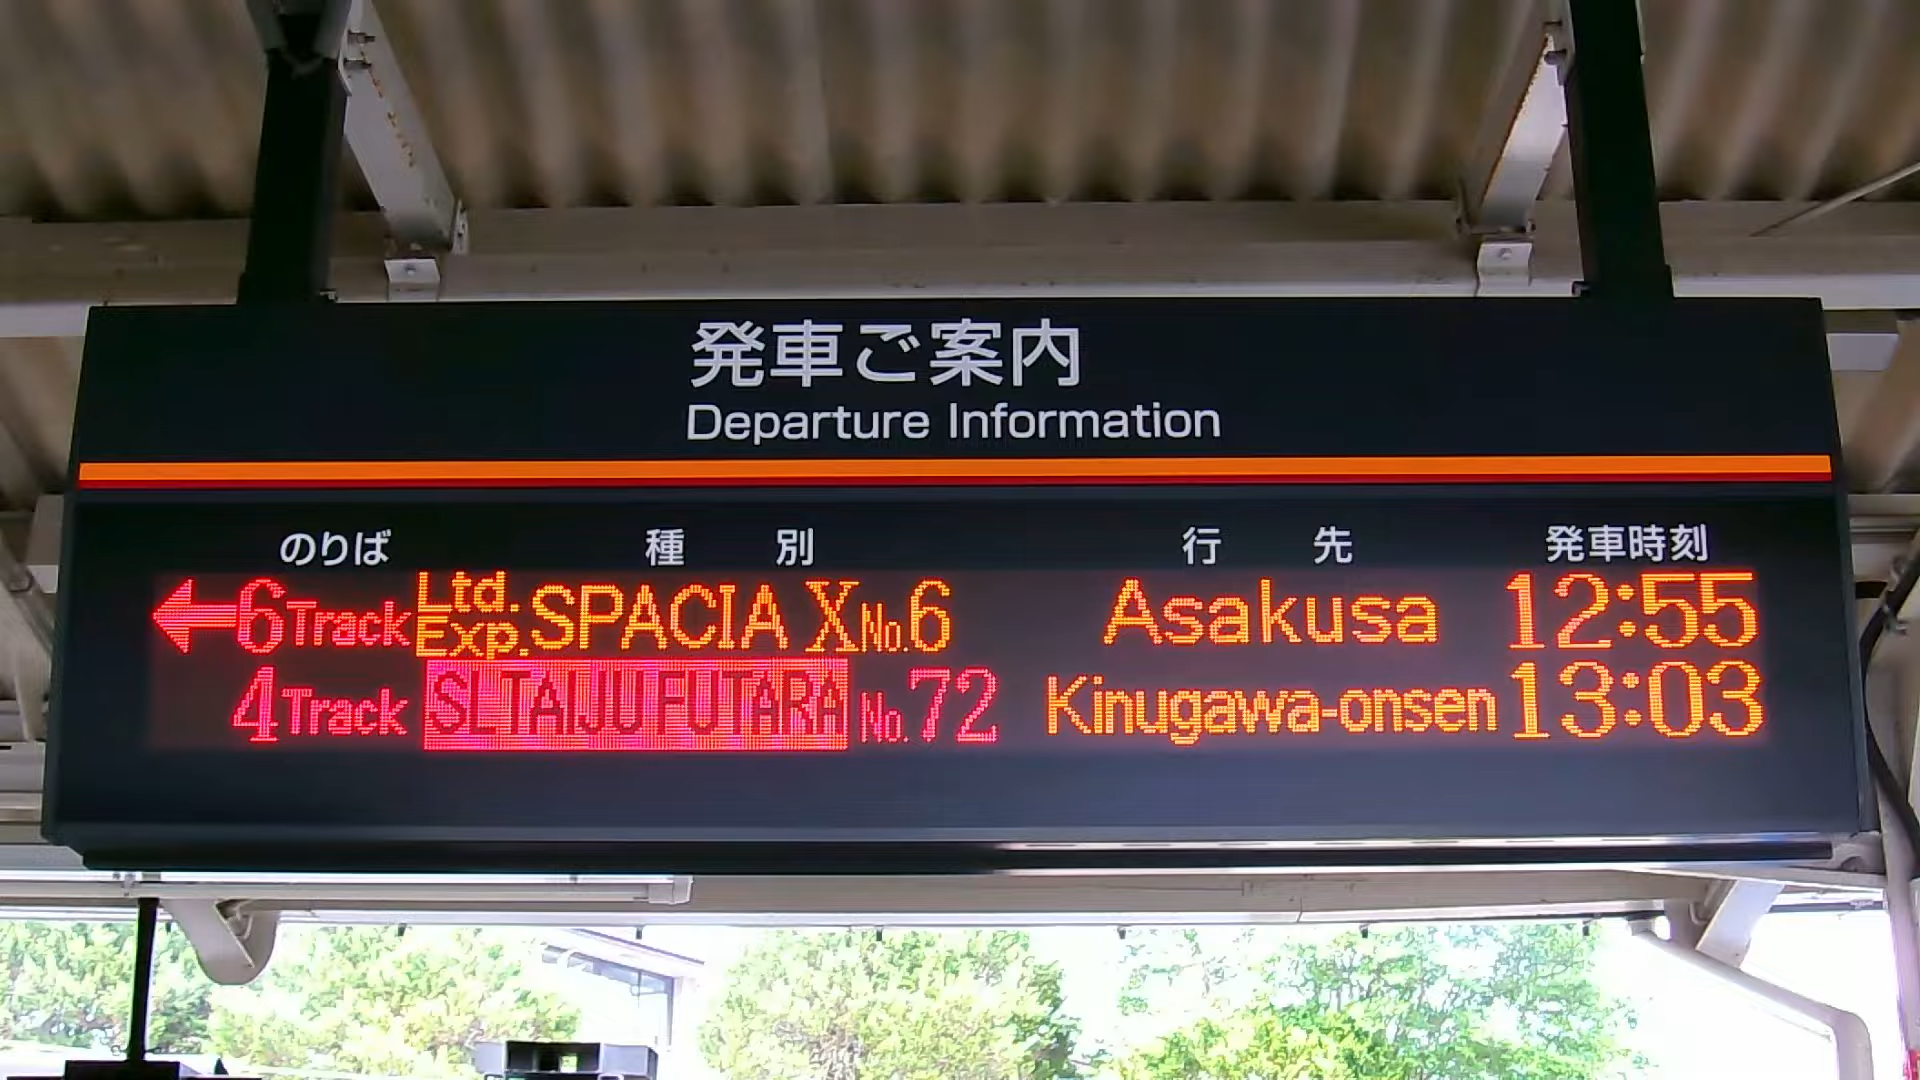 発車ご案内
Departure Information
のりば 種別 行先 発車時刻
←6Track Ltd. Exp. SPACIA X No.6 Asakusa 12:55
4Track SL TAIJU FUTARA No.72 Kinugawa-onsen 13:03